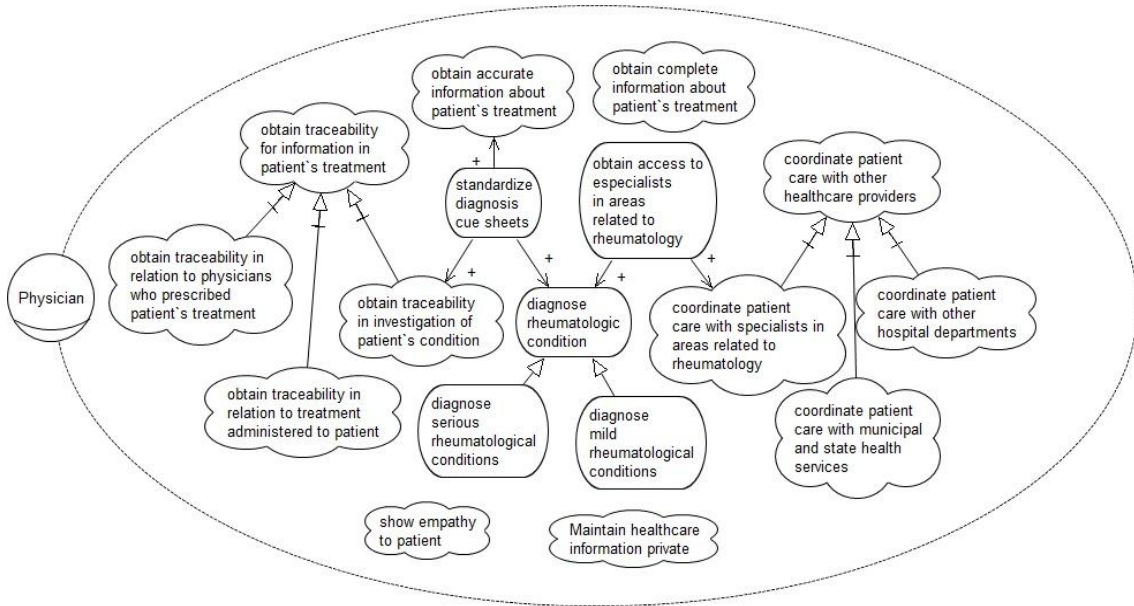 obtain accurate
information about
patient`s treatment
obtain complete
information about
patient`s treatment
obtain traceability
for information in
patient`s treatment
+
standardize
diagnosis
cue sheets
obtain access to
especialists
in areas
related to
rheumatology
coordinate patient
care with other
healthcare providers
Physician
obtain traceability in
relation to physicians
who prescribed
patient`s treatment
+
+
+
+
obtain traceability
in investigation of
patient`s condition
diagnose
rheumatologic
condition
coordinate patient
care with specialists in
areas related to
rheumatology
coordinate patient
care with other
hospital departments
obtain traceability in
relation to treatment
administered to patient
diagnose
serious
rheumatological
conditions
diagnose
mild
rheumatological
conditions
coordinate patient
care with municipal
and state health
services
show empathy
to patient
Maintain healthcare
information private